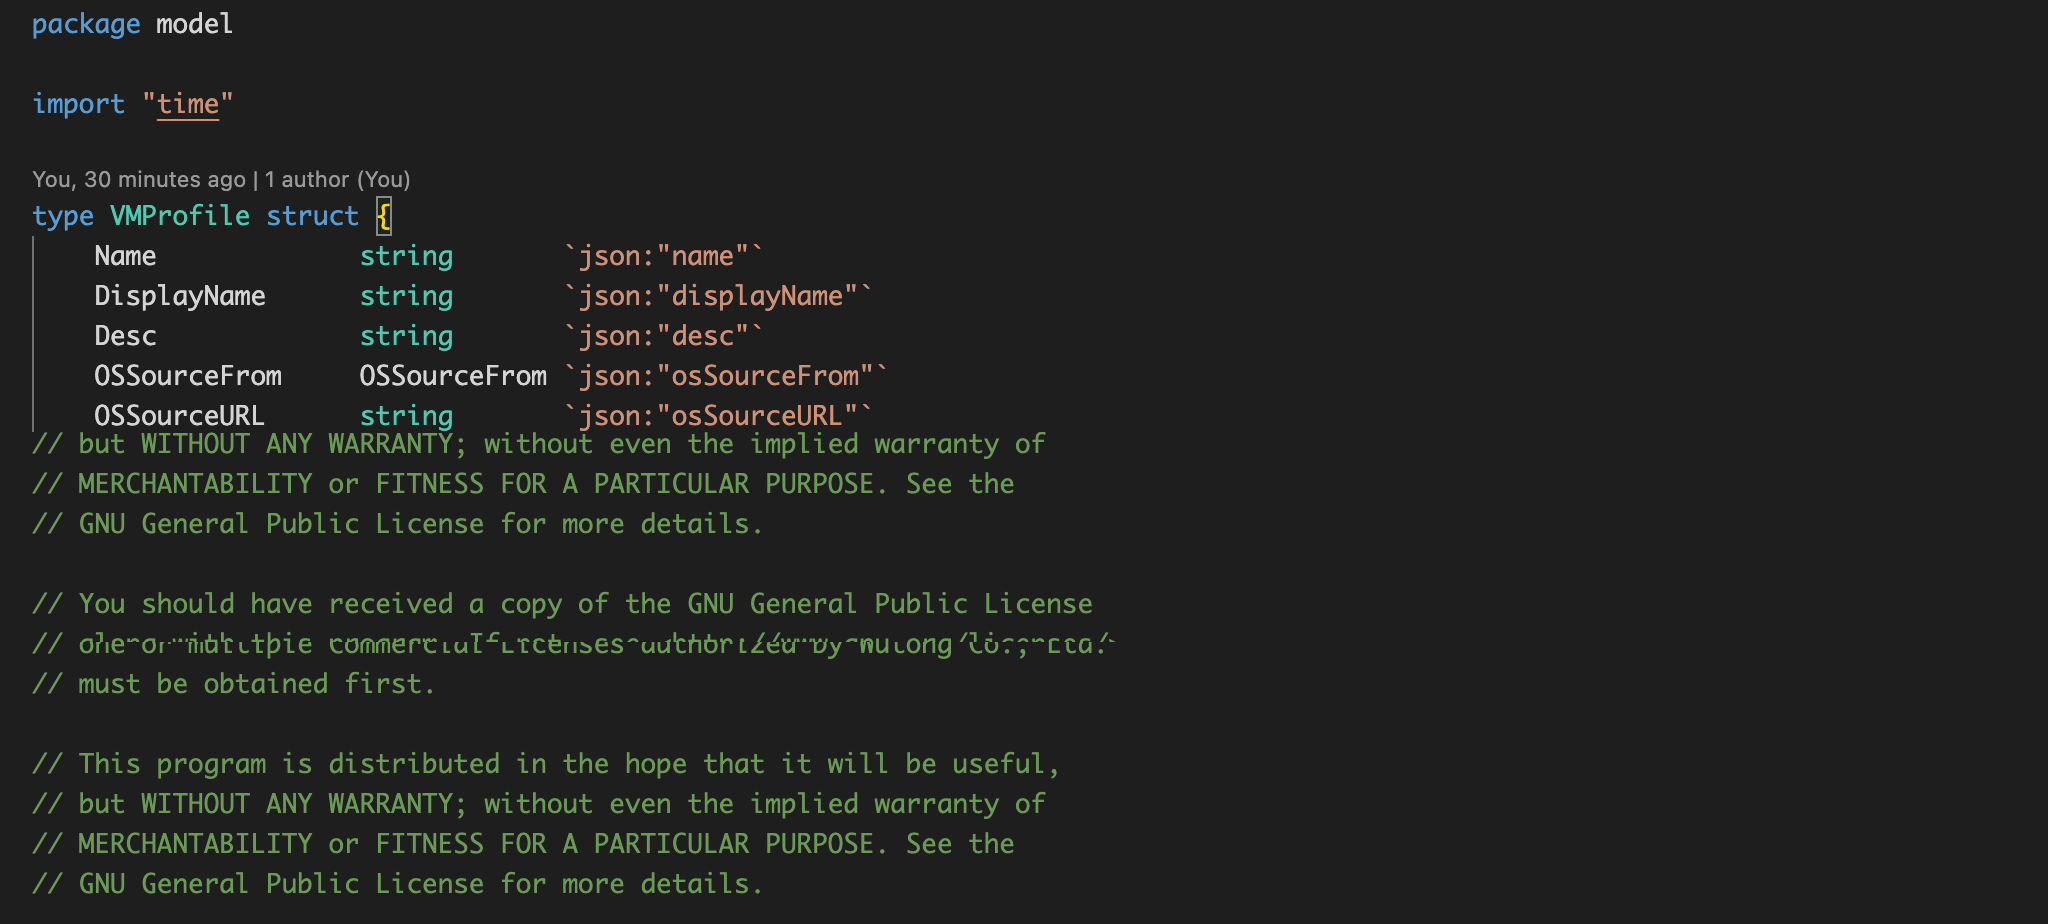 package model
import "time"
You, 30 minutes ago | 1 author (You)
type VMProfile struct {
Name string `json:"name"`
DisplayName string `json:"displayName"`
Desc string `json:"desc"`
OSSourceFrom OSSourceFrom `json:"osSourceFrom"`
OSSourceURL string `json:"osSourceURL"`
// but WITHOUT ANY WARRANTY; without even the implied warranty of
// MERCHANTABILITY or FITNESS FOR A PARTICULAR PURPOSE. See the
// GNU General Public License for more details.
// You should have received a copy of the GNU General Public License
//
// must be obtained first.
// This program is distributed in the hope that it will be useful,
// but WITHOUT ANY WARRANTY; without even the implied warranty of
// MERCHANTABILITY or FITNESS FOR A PARTICULAR PURPOSE. See the
// GNU General Public License for more details.